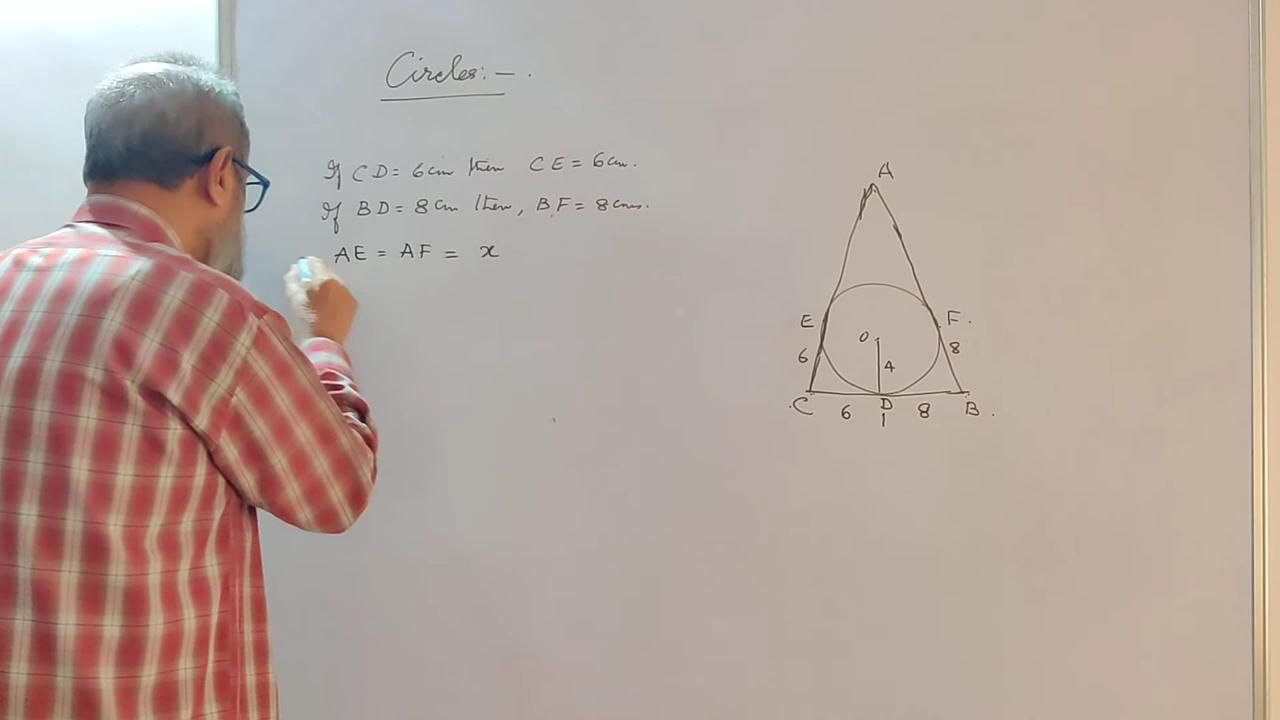 Circles:-.
If CD = 6cm then CE = 6cm.
If BD = 8cm then, BF = 8cms.
AE = AF = x
A
E
F.
O
6
8
4
C
6
D
8
B.
1